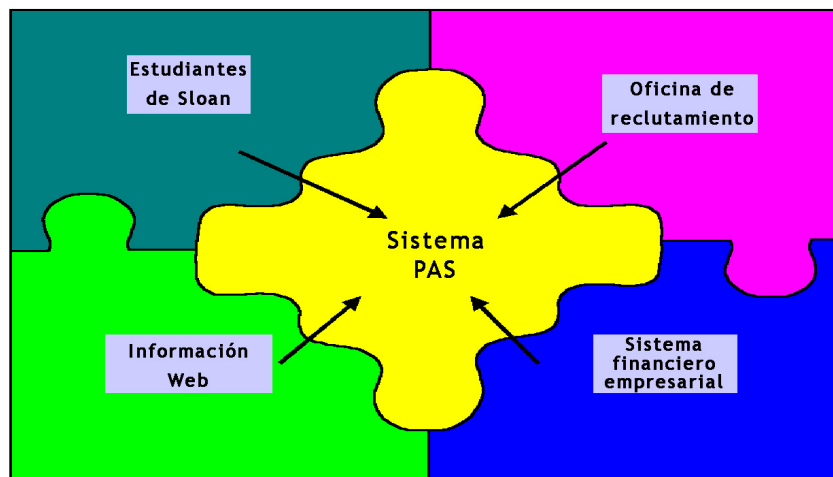 Estudiantes
de Sloan
Oficina de
reclutamiento
Sistema
PAS
Información
Web
Sistema
financiero
empresarial